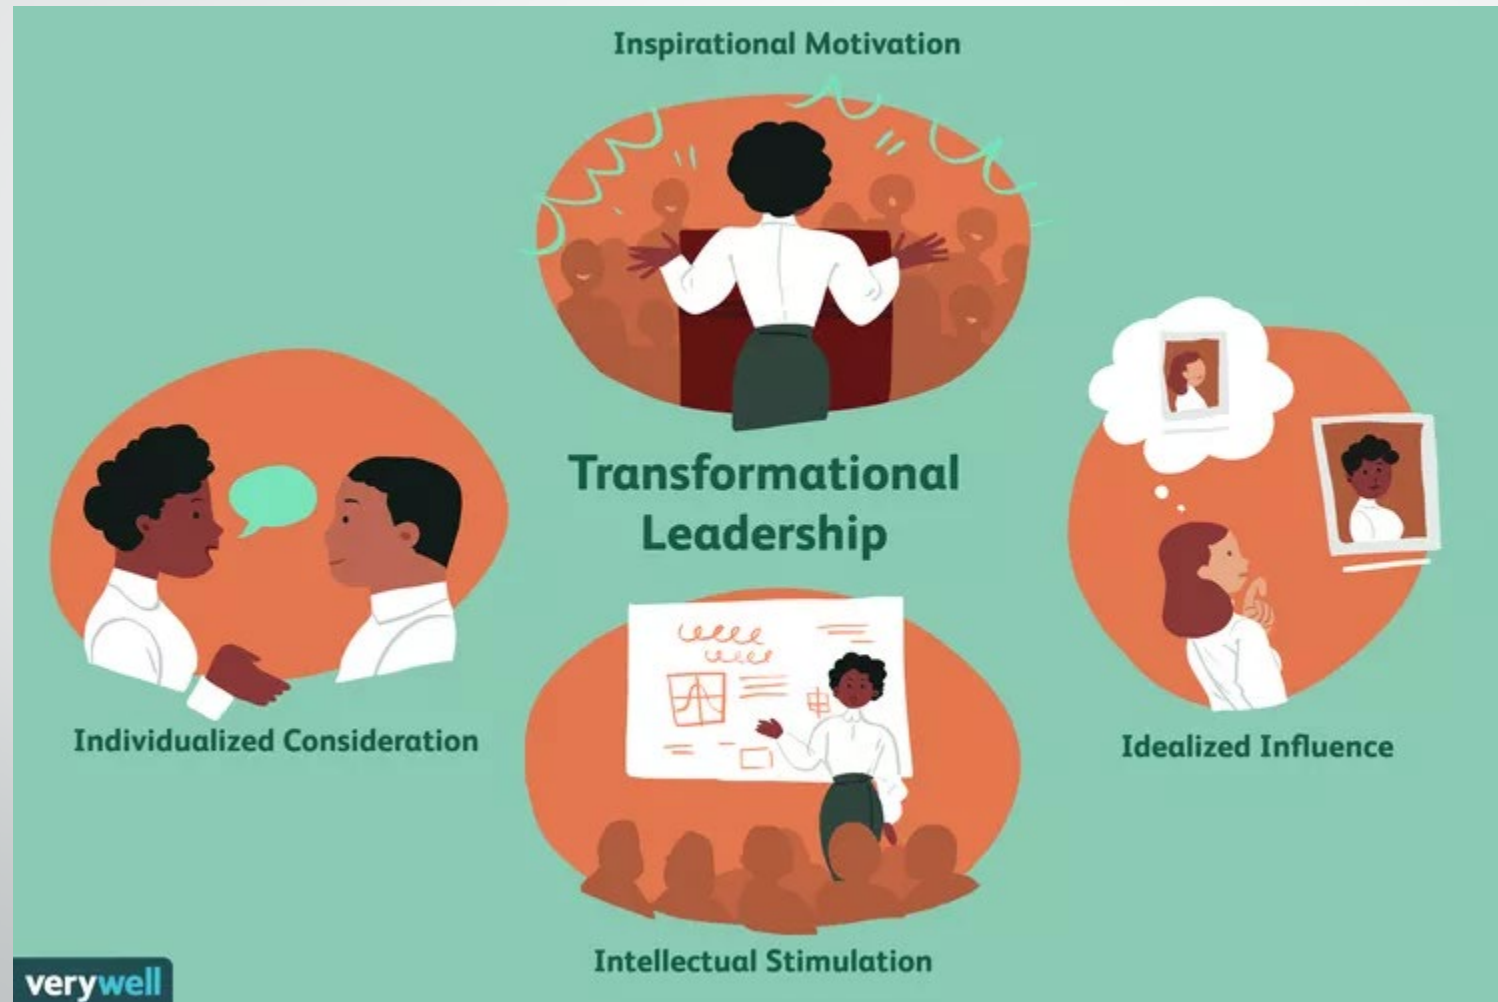 Inspirational Motivation
Transformational
Leadership
Individualized Consideration
Idealized Influence
Intellectual Stimulation
verywell